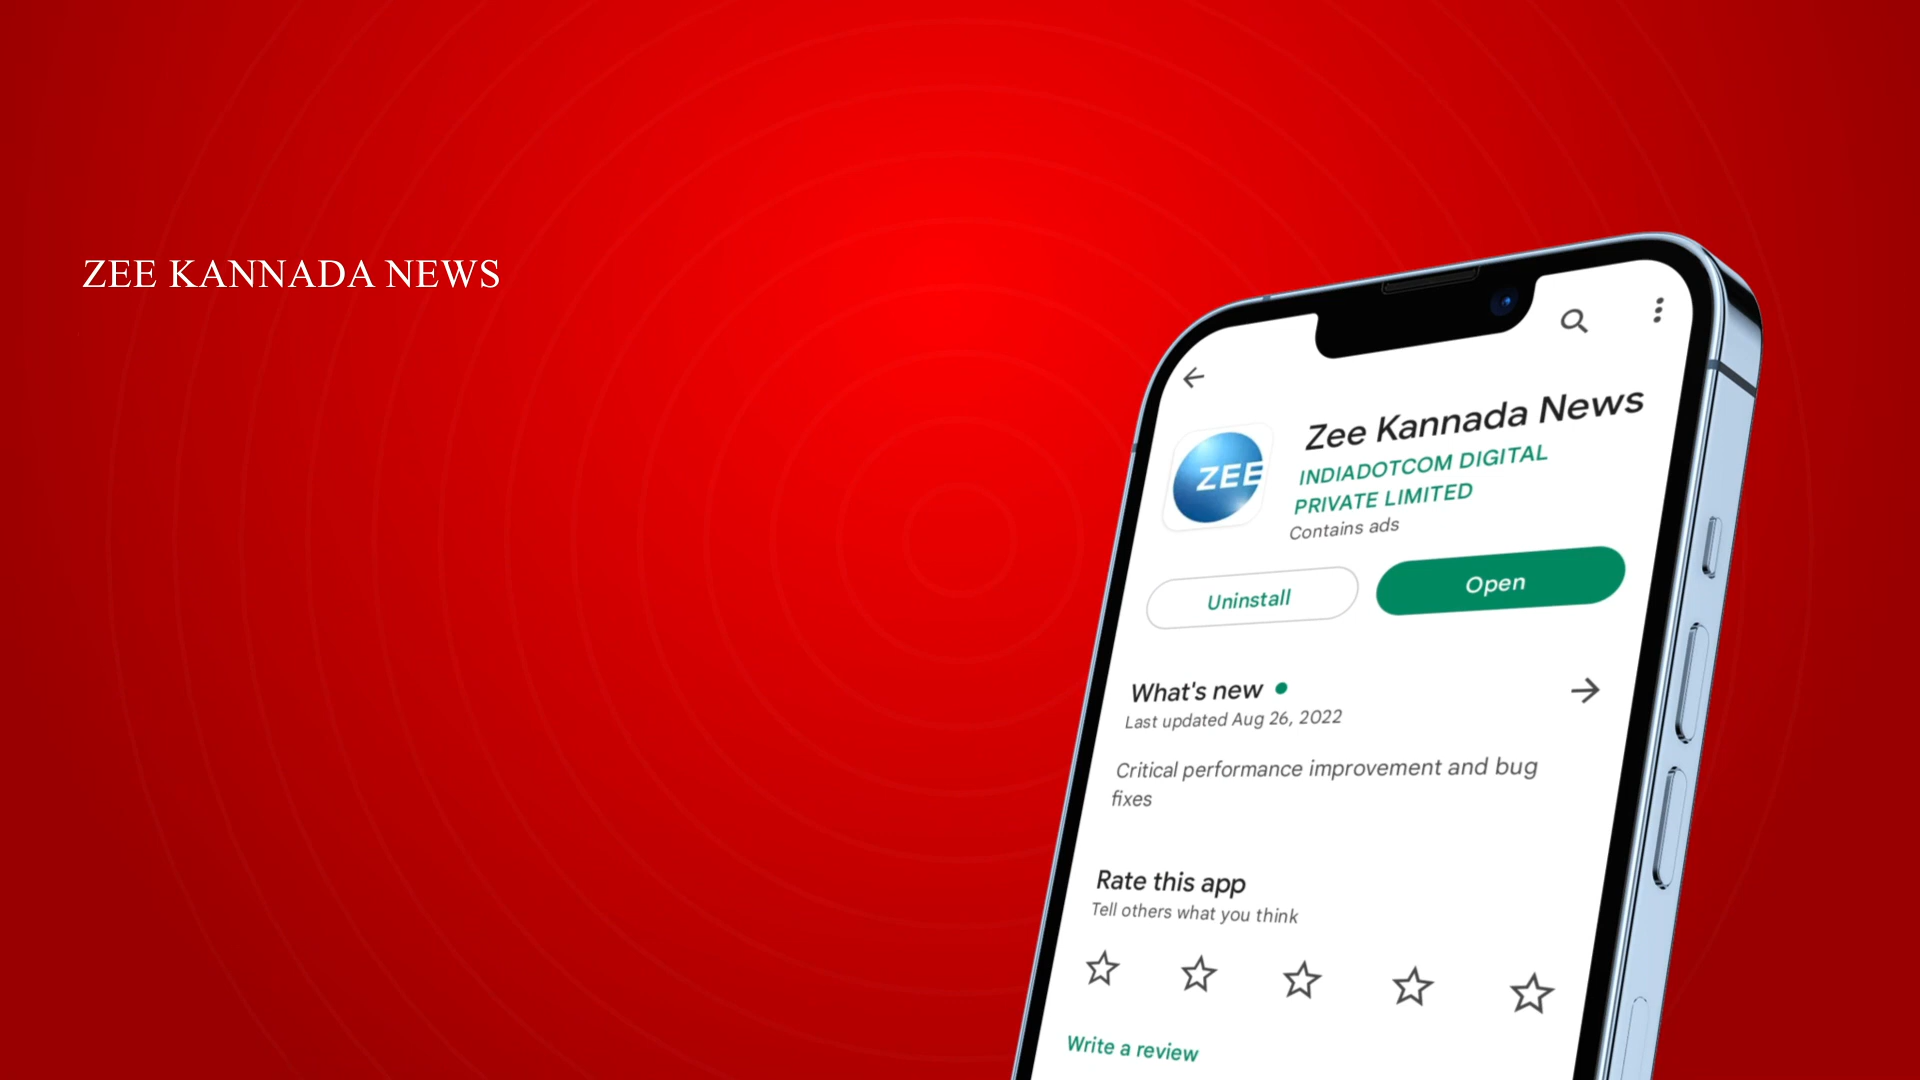 ZEE KANNADA NEWS
Zee Kannada News
ZEE
INDIADOTCOM DIGITAL
PRIVATE LIMITED
Contains ads
Uninstall
Open
What's new
Last updated Aug 26, 2022
Critical performance improvement and bug
fixes
Rate this app
Tell others what you think
Write a review